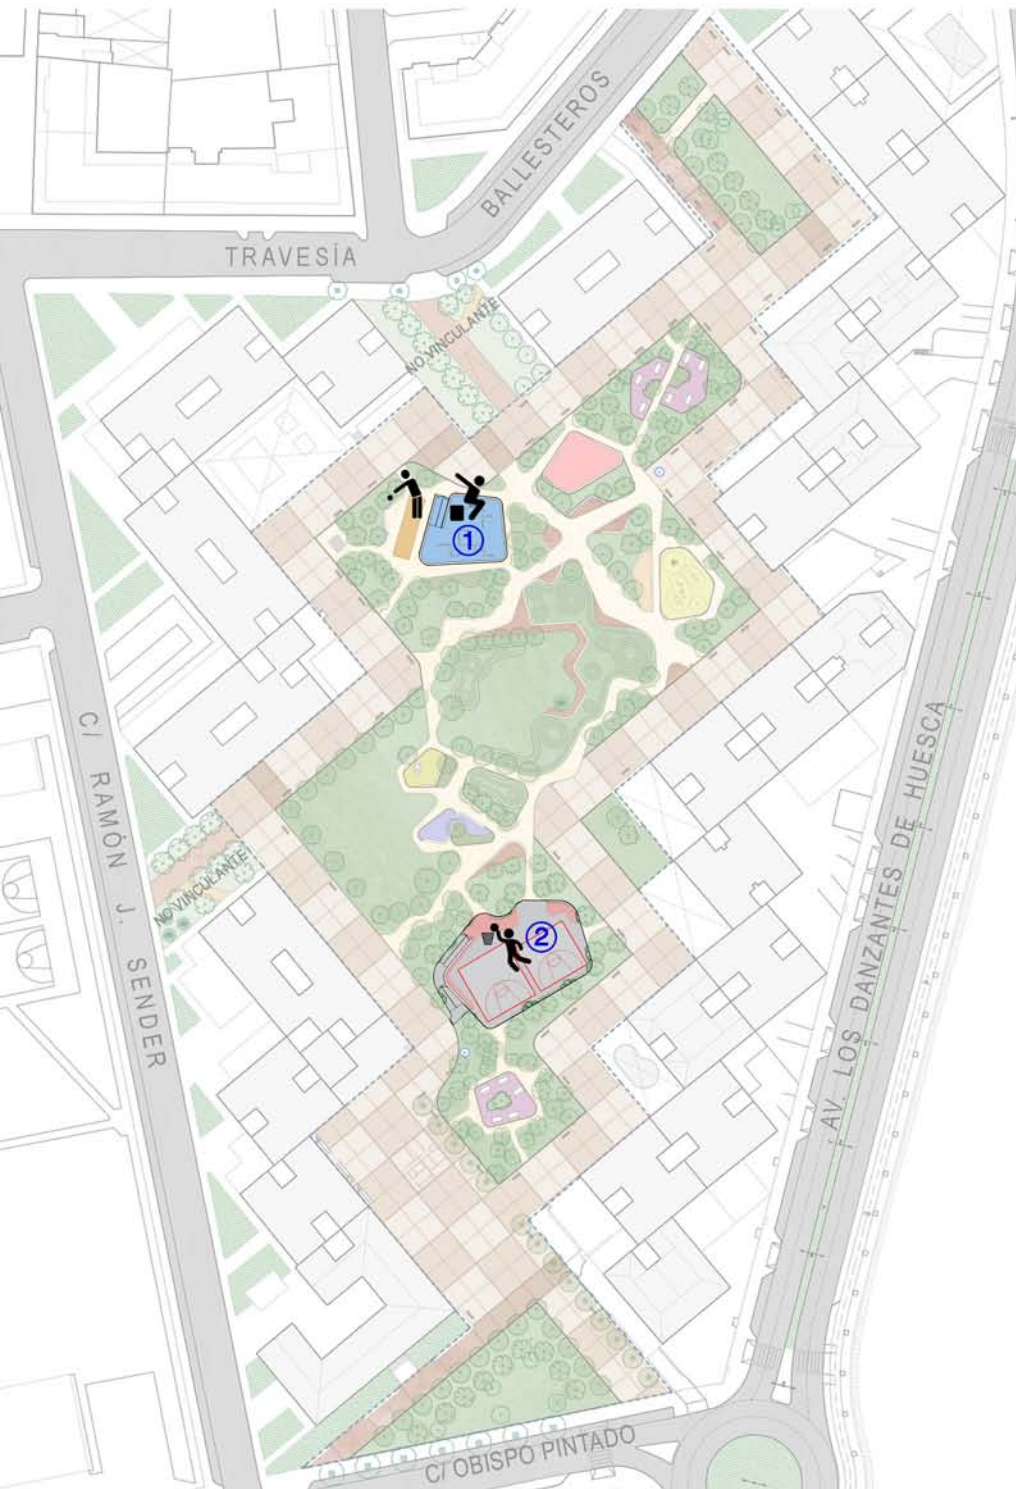 BALLESTEROS
TRAVESÍA
NO VINCULANTE
1
C/ RAMÓN J. SENDER
AV. LOS DANZANTES DE HUESCA
NO VINCULANTE
2
C/ OBISPO PINTADO